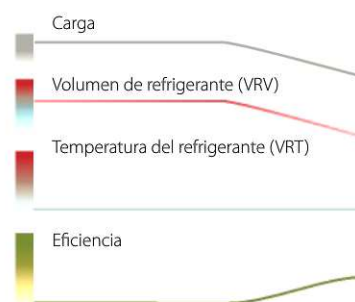 Carga
Volumen de refrigerante (VRV)
Temperatura del refrigerante (VRT)
Eficiencia